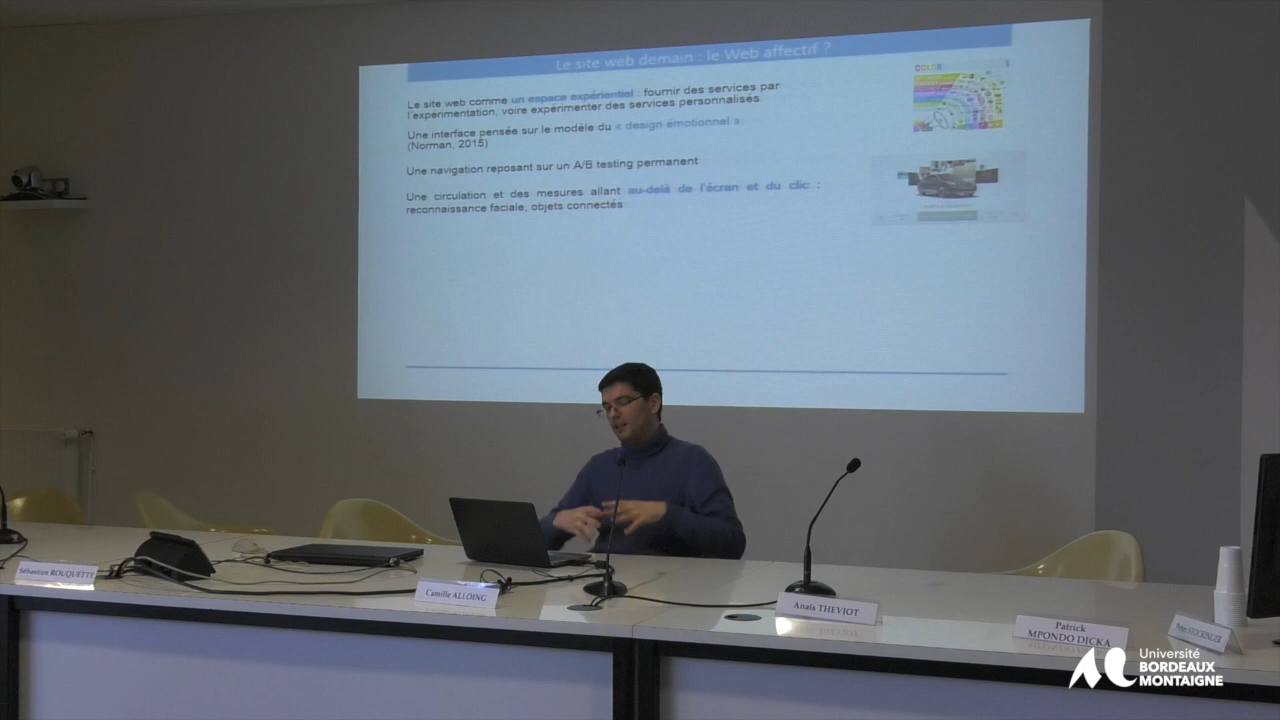 Le site web demain : le Web affectif ?
Le site web comme un espace expérientiel : fournir des services par
l'expérimentation, voire expérimenter des services personnalisés
Une interface pensée sur le modèle du « design émotionnel »
(Norman, 2015)
Une navigation reposant sur un A/B testing permanent
Une circulation et des mesures allant au-delà de l'écran et du clic :
reconnaissance faciale, objets connectés
COLOR
Sébastien ROUQUETTE
Camille ALLOING
Anaïs THEVIOT
Patrick
MPONDO DICKA
Peter STOCKINGER
Université
BORDEAUX
MONTAIGNE